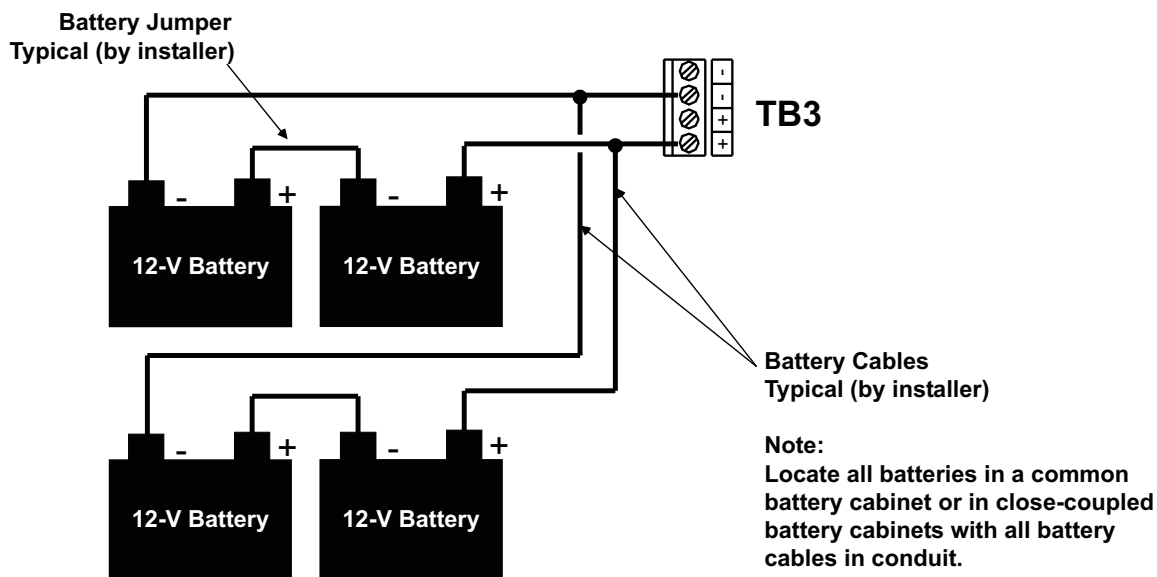 Battery Jumper
Typical (by installer)
-
-
+
+
TB3
- + - +
12-V Battery 12-V Battery
Battery Cables
Typical (by installer)
- + - +
12-V Battery 12-V Battery
Note:
Locate all batteries in a common
battery cabinet or in close-coupled
battery cabinets with all battery
cables in conduit.